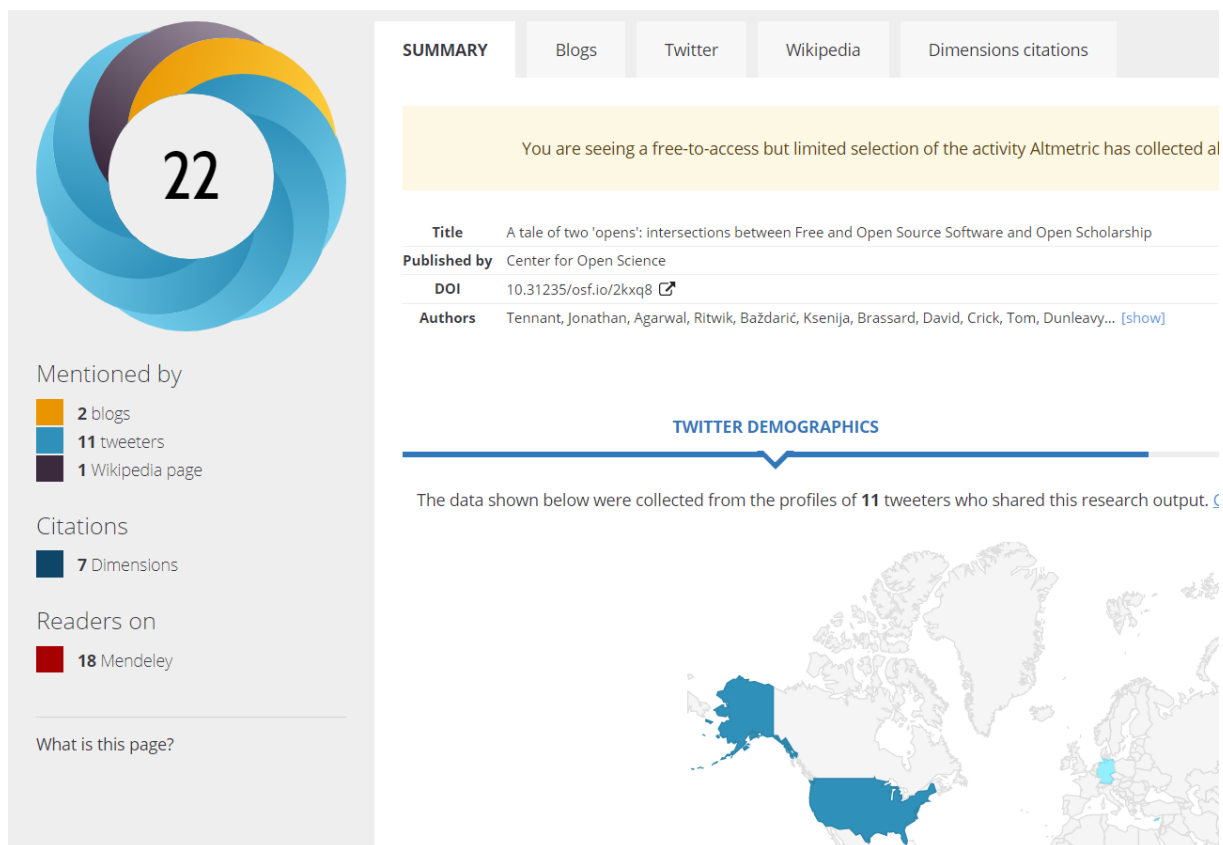 22
Mentioned by
2 blogs
11 tweeters
1 Wikipedia page
Citations
7 Dimensions
Readers on
18 Mendeley
What is this page?
SUMMARY Blogs Twitter Wikipedia Dimensions citations
You are seeing a free-to-access but limited selection of the activity Altmetric has collected
Title A tale of two 'opens': intersections between Free and Open Source Software and Open Scholarship
Published by Center for Open Science
DOI 10.31235/osf.io/2kxq8
Authors Tennant, Jonathan, Agarwal, Ritwik, Baždarić, Ksenija, Brassard, David, Crick, Tom, Dunleavy... [show]
TWITTER DEMOGRAPHICS
The data shown below were collected from the profiles of 11 tweeters who shared this research output.